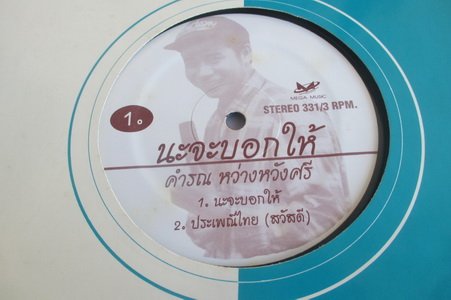 MEGA MUSIC
STEREO 331/3 RPM.
1.
นะจะบอกให้
คำรณ หว่างหวังศรี
1. นะจะบอกให้
2. ประเพณีไทย (สวัสดี)